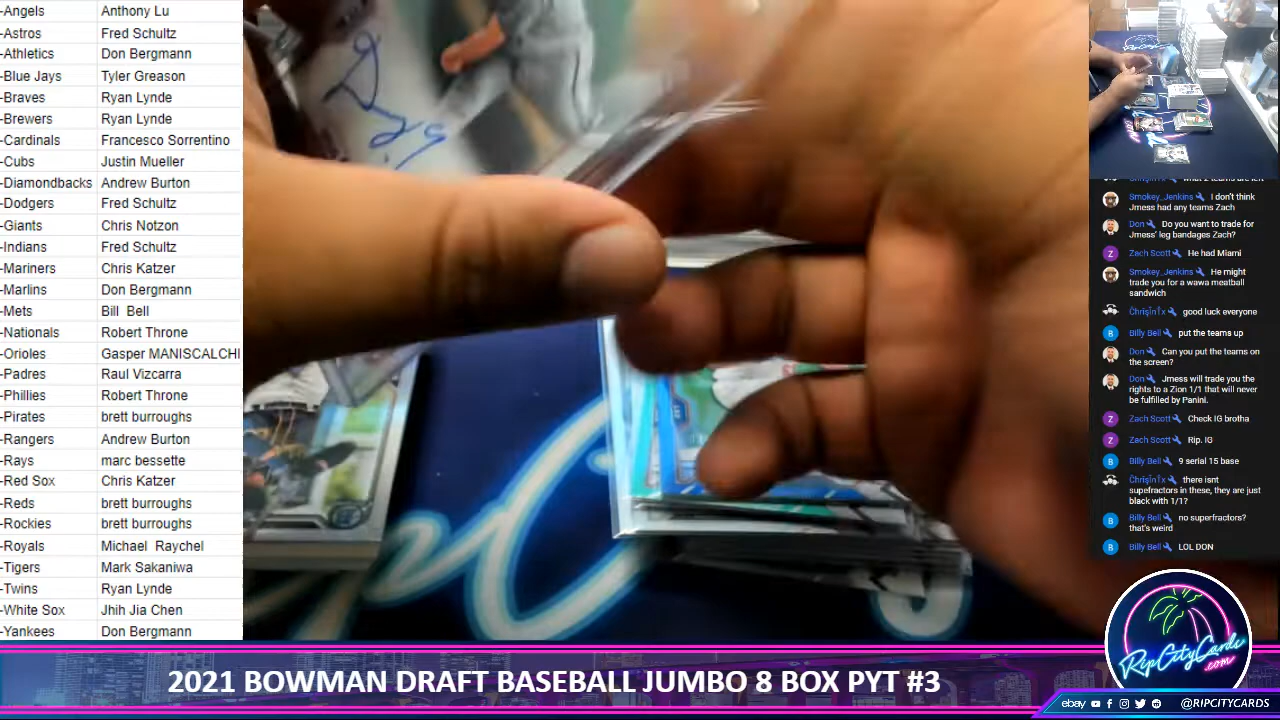 -Angels Anthony Lu
-Astros Fred Schultz
-Athletics Don Bergmann
-Blue Jays Tyler Greason
-Braves Ryan Lynde
-Brewers Ryan Lynde
-Cardinals Francesco Sorrentino
-Cubs Justin Mueller
-Diamondbacks Andrew Burton
-Dodgers Fred Schultz
-Giants Chris Notzon
-Indians Fred Schultz
-Mariners Chris Katzer
-Marlins Don Bergmann
-Mets Bill Bell
-Nationals Robert Throne
-Orioles Gasper MANISCALCHI
-Padres Raul Vizcarra
-Phillies Robert Throne
-Pirates brett burroughs
-Rangers Andrew Burton
-Rays marc bessette
-Red Sox Chris Katzer
-Reds brett burroughs
-Rockies brett burroughs
-Royals Michael Raychel
-Tigers Mark Sakaniwa
-Twins Ryan Lynde
-White Sox Jhih Jia Chen
-Yankees Don Bergmann
Smokey_Jenkins I don't think
Jmess had any teams Zach
Don Do you want to trade for
Jmess' leg bandages Zach?
Zach Scott He had Miami
Smokey_Jenkins He might
trade you for a wawa meatball
sandwich
good luck everyone
Billy Bell put the teams up
Don Can you put the teams on
the screen?
Don Jmess will trade you the
rights to a Zion 1/1 that will never
be fulfilled by Panini.
Zach Scott Check IG brotha
Zach Scott Rip. IG
Billy Bell 9 serial 15 base
there isnt
supefractors in these, they are just
black with 1/1?
Billy Bell no superfractors?
that's weird
Billy Bell LOL DON
RipCityCards
.com
2021 BOWMAN DRAFT BASEBALL JUMBO 8 BOX PYT #3
ebay @RIPCITYCARDS